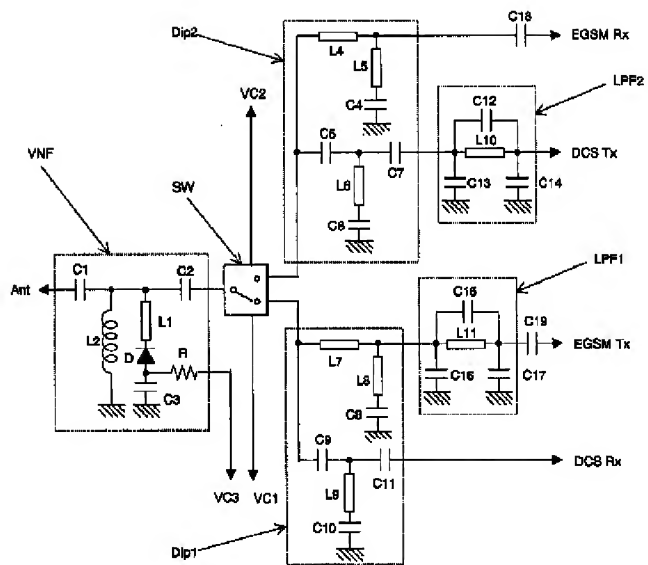 C18
EGSM Rx
Dip2
L4
L5
C4
LPF2
VC2
C12
VNF
C5
L10
DCS Tx
C7
SW
L6
C13
C14
C6
LPF1
C1
C2
Ant
C15
L1
L2
L11
C19
EGSM Tx
D
R
L7
C16
C17
C3
L8
C8
C9
VC3
VC1
C11
DCS Rx
L9
C10
Dip1